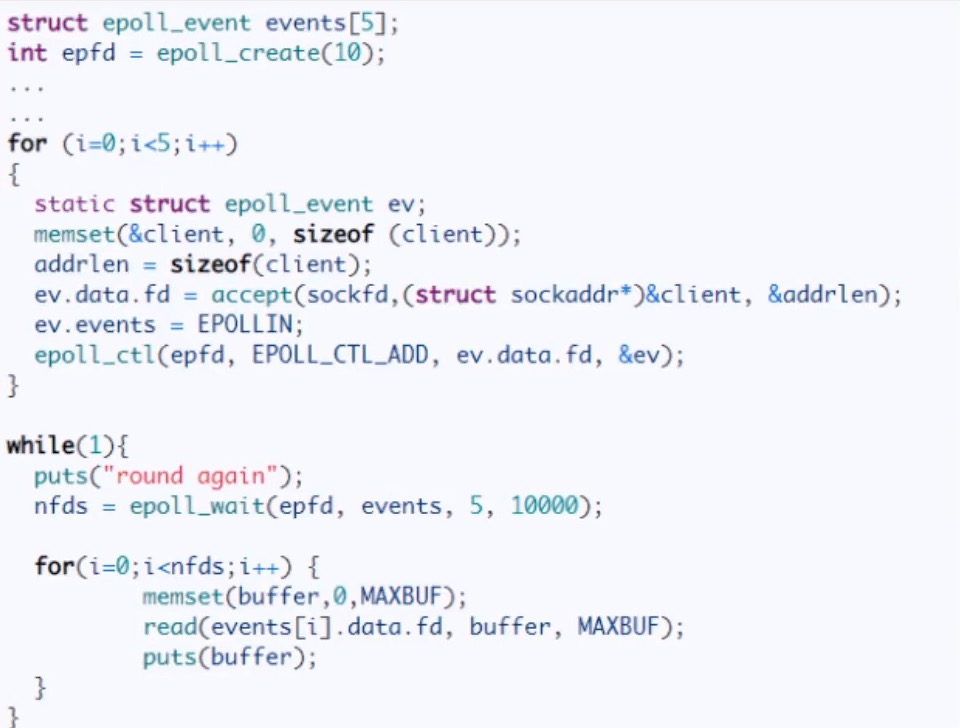 struct epoll_event events[5];
int epfd = epoll_create(10);
...
...
for (i=0;i<5;i++)
{
  static struct epoll_event ev;
  memset(&client, 0, sizeof (client));
  addrlen = sizeof(client);
  ev.data.fd = accept(sockfd,(struct sockaddr*)&client, &addrlen);
  ev.events = EPOLLIN;
  epoll_ctl(epfd, EPOLL_CTL_ADD, ev.data.fd, &ev);
}

while(1){
  puts("round again");
  nfds = epoll_wait(epfd, events, 5, 10000);

  for(i=0;i<nfds;i++) {
          memset(buffer,0,MAXBUF);
          read(events[i].data.fd, buffer, MAXBUF);
          puts(buffer);
  }
}